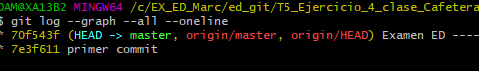 DAM@XA13B2 MINGW64 /c/EX_ED_Marc/ed_git/T5_Ejercicio_4_clase_Cafetera
$ git log --graph --all --oneline
* 70f543f (HEAD -> master, origin/master, origin/HEAD) Examen ED ----
* 7e3f611 primer commit